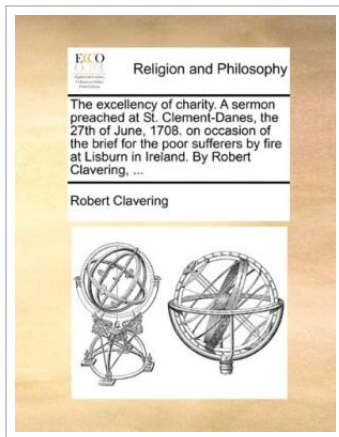 ECCO
Religion and Philosophy
The excellency of charity. A sermon
preached at St. Clement-Danes, the
27th of June, 1708. on occasion of
the brief for the poor sufferers by fire
at Lisburn in Ireland. By Robert
Clavering, ...
Robert Clavering